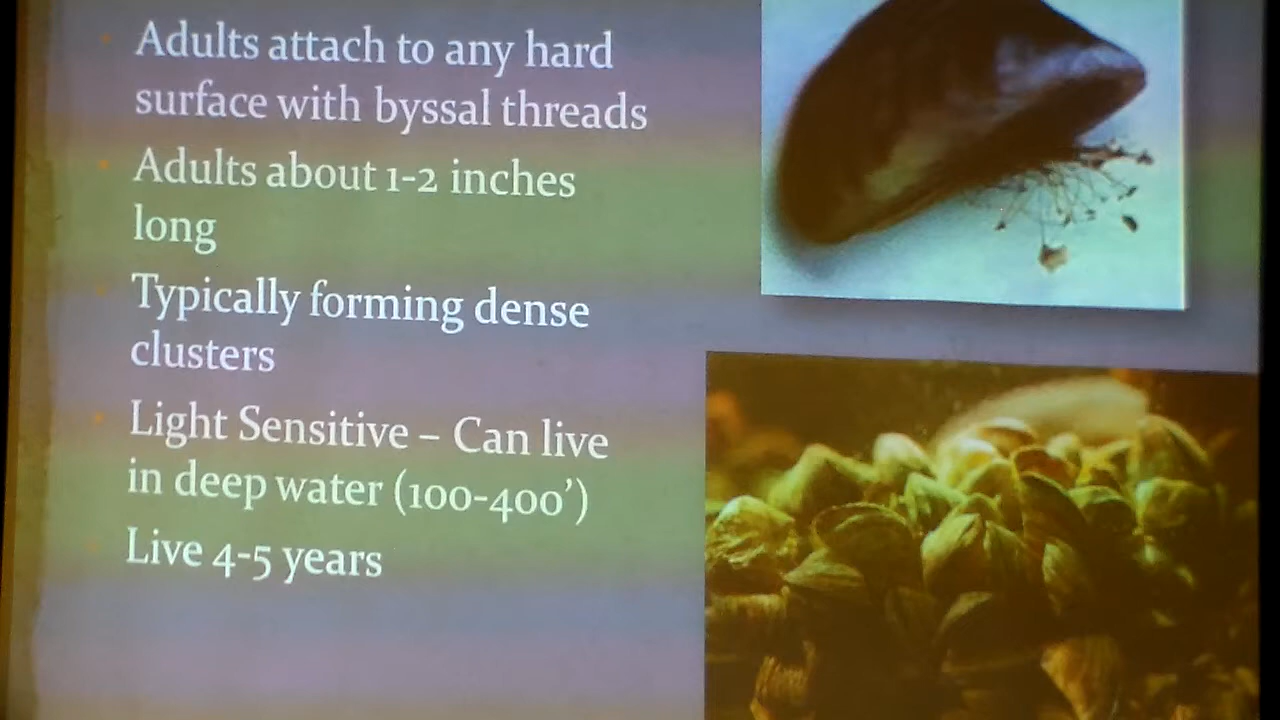 Adults attach to any hard
surface with byssal threads
Adults about 1-2 inches
long
Typically forming dense
clusters
Light Sensitive – Can live
in deep water (100-400’)
Live 4-5 years